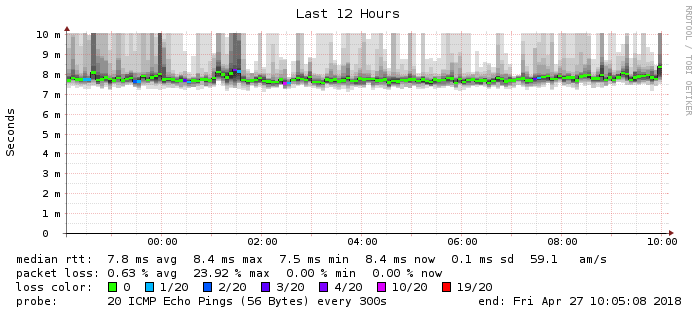 Last 12 Hours
RRDTOOL / TOBI OETIKER
Seconds
10 m
9 m
8 m
7 m
6 m
5 m
4 m
3 m
2 m
1 m
0
00:00 02:00 04:00 06:00 08:00 10:00
median rtt: 7.8 ms avg 8.4 ms max 7.5 ms min 8.4 ms now 0.1 ms sd 59.1 am/s
packet loss: 0.63 % avg 23.92 % max 0.00 % min 0.00 % now
loss color: 0 1/20 2/20 3/20 4/20 10/20 19/20
probe: 20 ICMP Echo Pings (56 Bytes) every 300s end: Fri Apr 27 10:05:08 2018